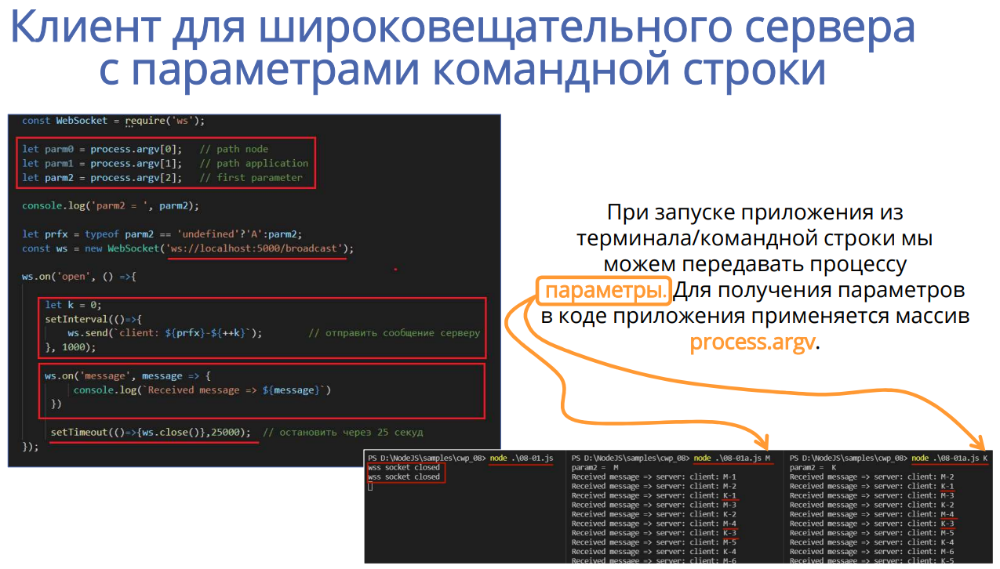 Клиент для широковещательного сервера
с параметрами командной строки
const WebSocket = require('ws');
let parm0 = process.argv[0];   // path node
let parm1 = process.argv[1];   // path application
let parm2 = process.argv[2];   // first parameter
console.log('parm2 = ', parm2);
let prfx = typeof parm2 == 'undefined'?'A':parm2;
const ws = new WebSocket('ws://localhost:5000/broadcast');
ws.on('open', () =>{
let k = 0;
setInterval(()=>{
ws.send(`client: ${prfx}-${++k}`);        // отправить сообщение серверу
}, 1000);
ws.on('message', message => {
console.log(`Received message => ${message}`)
})
setTimeout(()=>{ws.close()},25000);  // остановить через 25 секуд
});
При запуске приложения из
терминала/командной строки мы
можем передавать процессу
параметры. Для получения параметров
в коде приложения применяется массив
process.argv.
PS D:\NodeJS\samples\cwp_08> node .\08-01.js
wss socket closed
wss socket closed
PS D:\NodeJS\samples\cwp_08> node .\08-01a.js M
param2 =  M
Received message => server: client: M-1
Received message => server: client: M-2
Received message => server: client: K-1
Received message => server: client: M-3
Received message => server: client: K-2
Received message => server: client: M-4
Received message => server: client: K-3
Received message => server: client: M-5
Received message => server: client: K-4
Received message => server: client: M-6
PS D:\NodeJS\samples\cwp_08> node .\08-01a.js K
param2 =  K
Received message => server: client: M-2
Received message => server: client: K-1
Received message => server: client: M-3
Received message => server: client: K-2
Received message => server: client: M-4
Received message => server: client: K-3
Received message => server: client: M-5
Received message => server: client: K-4
Received message => server: client: M-6
Received message => server: client: K-5